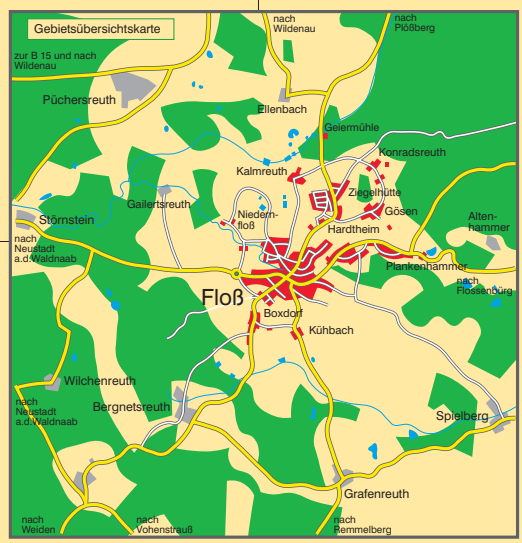 Gebietsübersichtskarte
nach
Wildenau
nach
Plößberg
zur B 15 und nach
Wildenau
Püchersreuth
Ellenbach
Geiermühle
Konradsreuth
Kalmreuth
Ziegelhütte
Gailertsreuth
Gösen
Störnstein
Niedern-
floß
Hardtheim
Alten-
hammer
nach
Neustadt
a.d.Waldnaab
Plankenhammer
nach
Flossenbürg
Floß
Boxdorf
Kühbach
Wilchenreuth
nach
Neustadt
a.d.Waldnaab
Bergnetsreuth
Spielberg
Grafenreuth
nach
Weiden
nach
Vohenstrauß
nach
Remmelberg